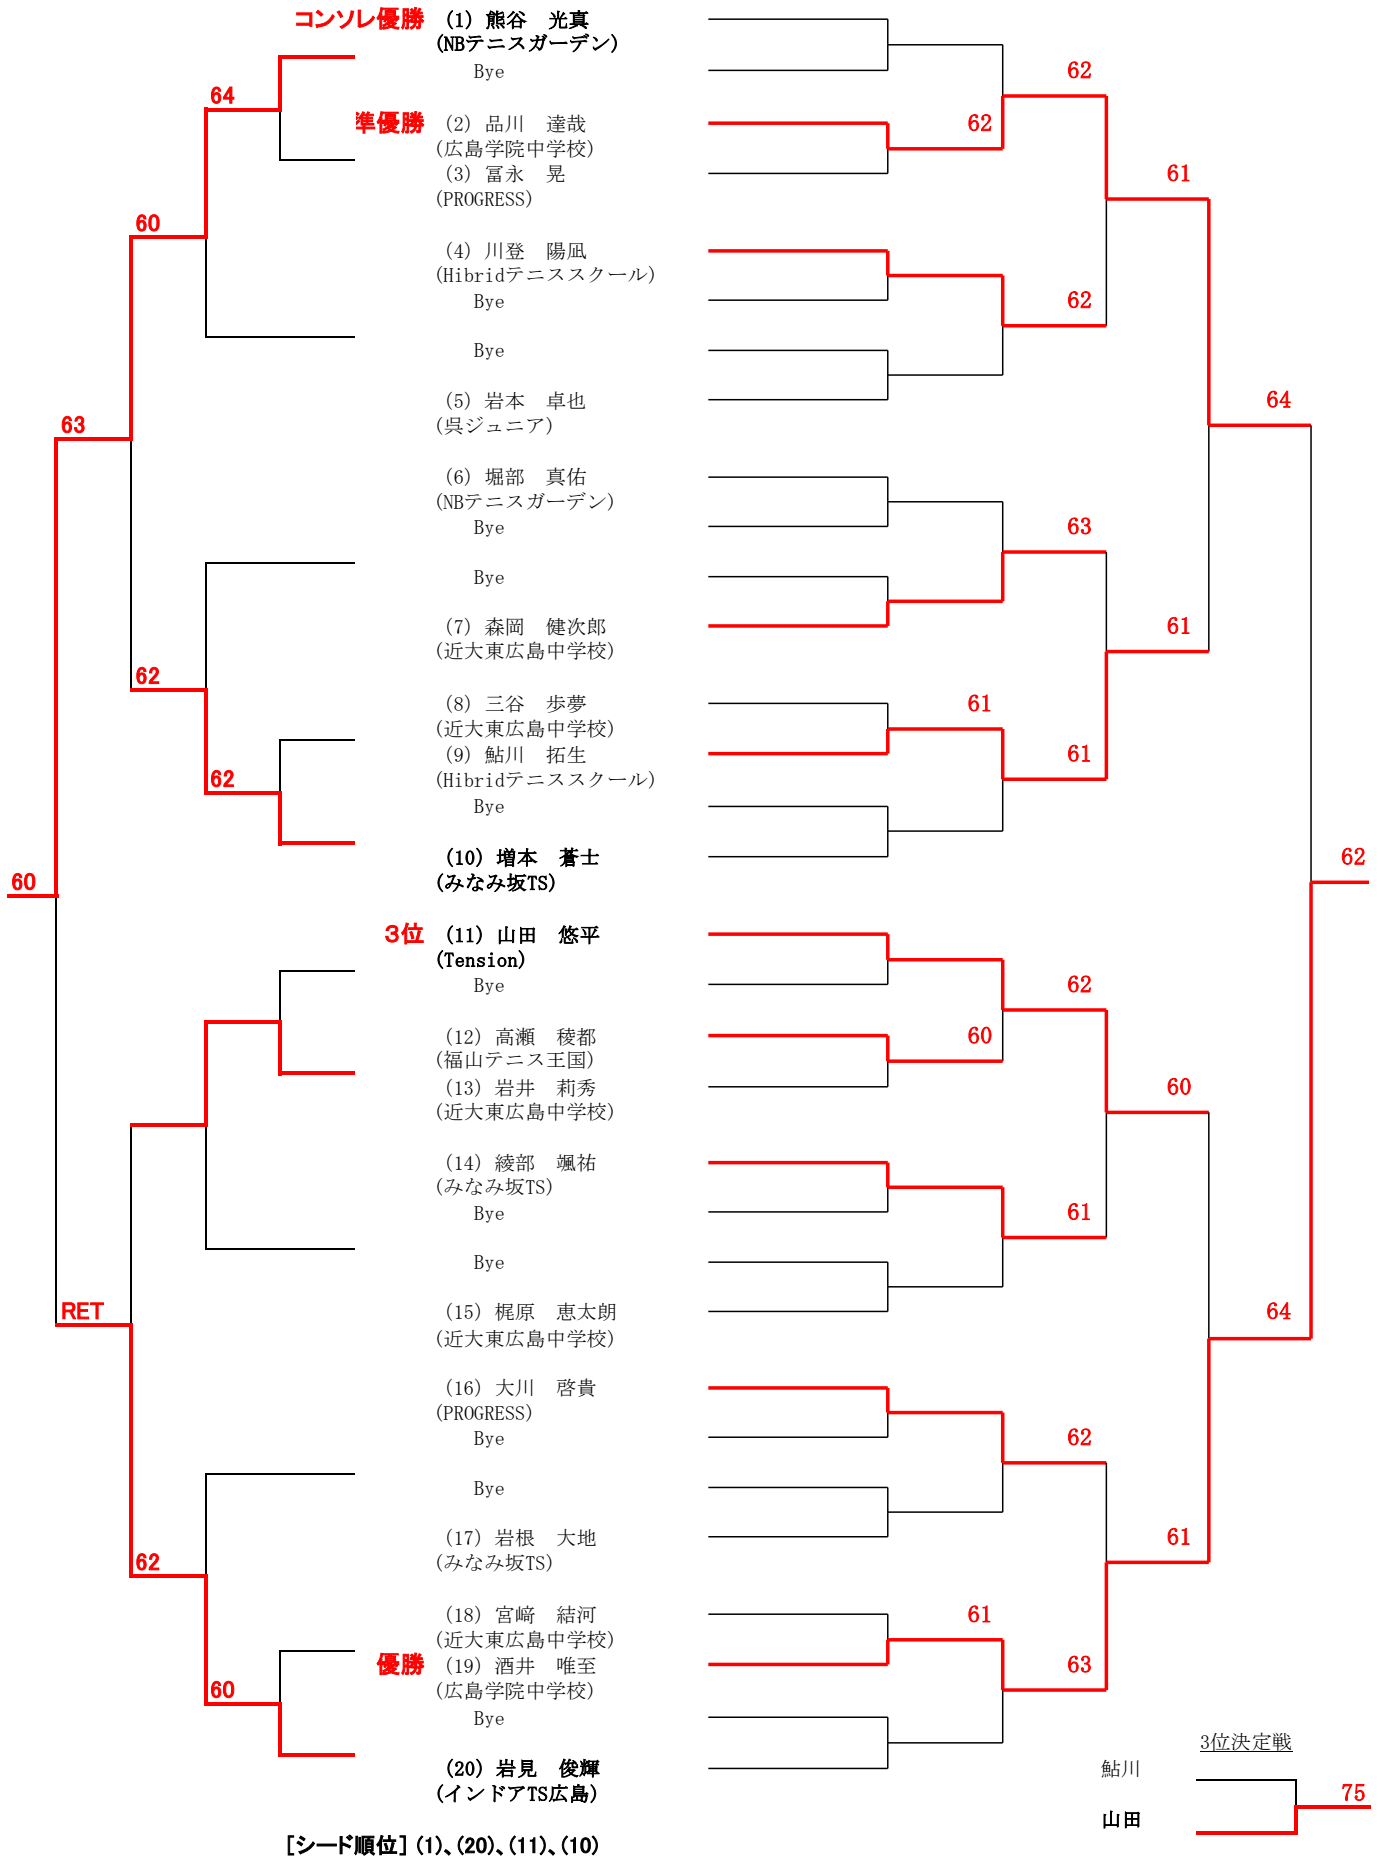 コンソレ優勝 (1) 熊谷　光真
(NBテニスガーデン)
62
Bye
64
準優勝 (2) 品川　達哉 62
(広島学院中学校)
(3) 冨永　晃 61
(PROGRESS)
60
(4) 川登　陽凪
(Hibridテニススクール)
Bye 62
Bye
(5) 岩本　卓也 64
63 (呉ジュニア)
(6) 堀部　真佑
(NBテニスガーデン)
Bye 63
Bye
(7) 森岡　健次郎 61
(近大東広島中学校)
62
(8) 三谷　歩夢 61
(近大東広島中学校)
(9) 鮎川　拓生 61
62 (Hibridテニススクール)
Bye
(10) 増本　蒼士 62
60 (みなみ坂TS)
3位 (11) 山田　悠平
(Tension)
Bye 62
(12) 高瀬　稜都 60
(福山テニス王国)
(13) 岩井　莉秀 60
(近大東広島中学校)
(14) 綾部　颯祐
(みなみ坂TS)
Bye 61
Bye
RET (15) 梶原　恵太朗 64
(近大東広島中学校)
(16) 大川　啓貴
(PROGRESS)
Bye 62
Bye
(17) 岩根　大地 61
62 (みなみ坂TS)
(18) 宮﨑　結河 61
(近大東広島中学校)
優勝 (19) 酒井　唯至 63
60 (広島学院中学校)
Bye
3位決定戦
(20) 岩見　俊輝 鮎川
(インドアTS広島) 75
山田
[シード順位] (1)、(20)、(11)、(10)